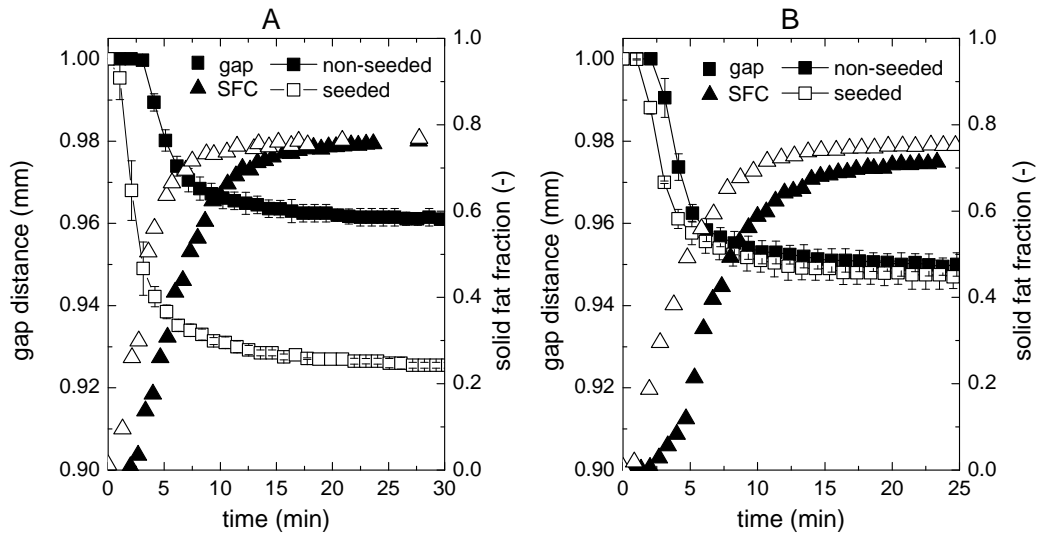 A
1.00
0.98
0.96
0.94
0.92
0.90
gap distance (mm)
0 5 10 15 20 25 30
time (min)
1.0
0.8
0.6
0.4
0.2
0.0
solid fat fraction (-)
gap non-seeded
SFC seeded
B
1.00
0.98
0.96
0.94
0.92
0.90
gap distance (mm)
0 5 10 15 20 25
time (min)
1.0
0.8
0.6
0.4
0.2
0.0
solid fat fraction (-)
gap non-seeded
SFC seeded